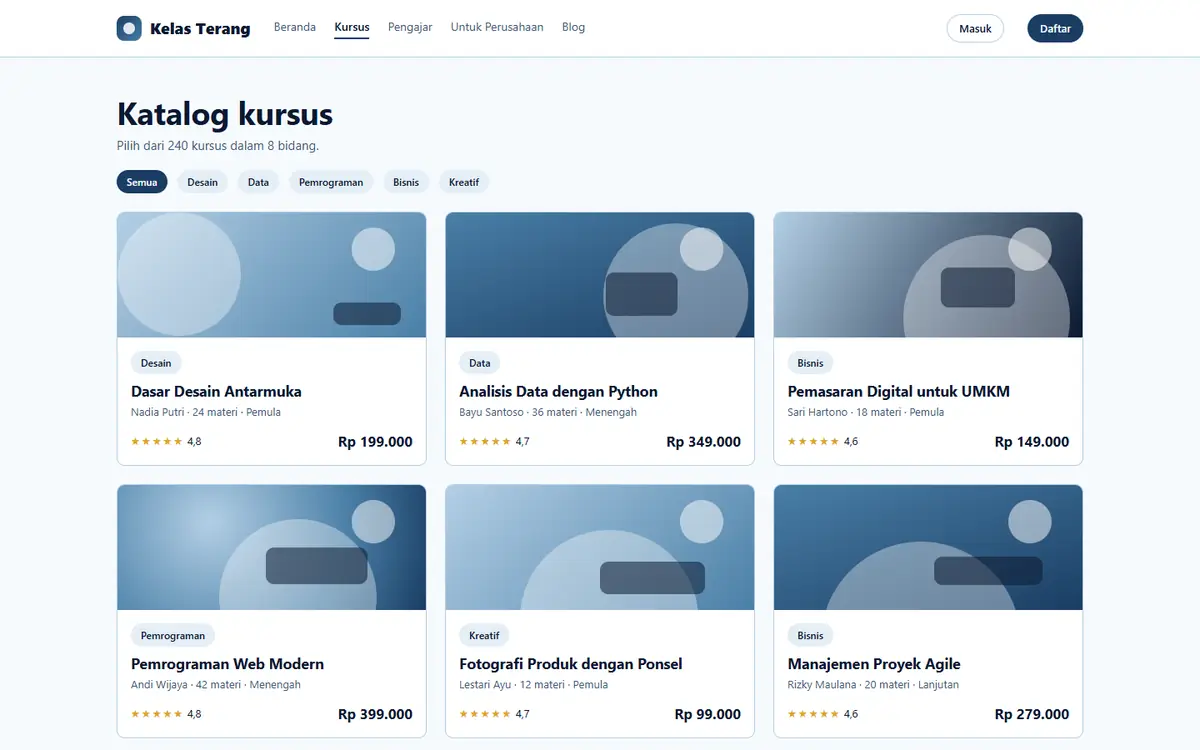 Kelas Terang
Beranda Kursus Pengajar Untuk Perusahaan Blog
Masuk Daftar
Katalog kursus
Pilih dari 240 kursus dalam 8 bidang.
Semua Desain Data Pemrograman Bisnis Kreatif
Desain
Dasar Desain Antarmuka
Nadia Putri · 24 materi · Pemula
★★★★★ 4,8 Rp 199.000
Data
Analisis Data dengan Python
Bayu Santoso · 36 materi · Menengah
★★★★★ 4,7 Rp 349.000
Bisnis
Pemasaran Digital untuk UMKM
Sari Hartono · 18 materi · Pemula
★★★★★ 4,6 Rp 149.000
Pemrograman
Pemrograman Web Modern
Andi Wijaya · 42 materi · Menengah
★★★★★ 4,8 Rp 399.000
Kreatif
Fotografi Produk dengan Ponsel
Lestari Ayu · 12 materi · Pemula
★★★★★ 4,7 Rp 99.000
Bisnis
Manajemen Proyek Agile
Rizky Maulana · 20 materi · Lanjutan
★★★★★ 4,6 Rp 279.000